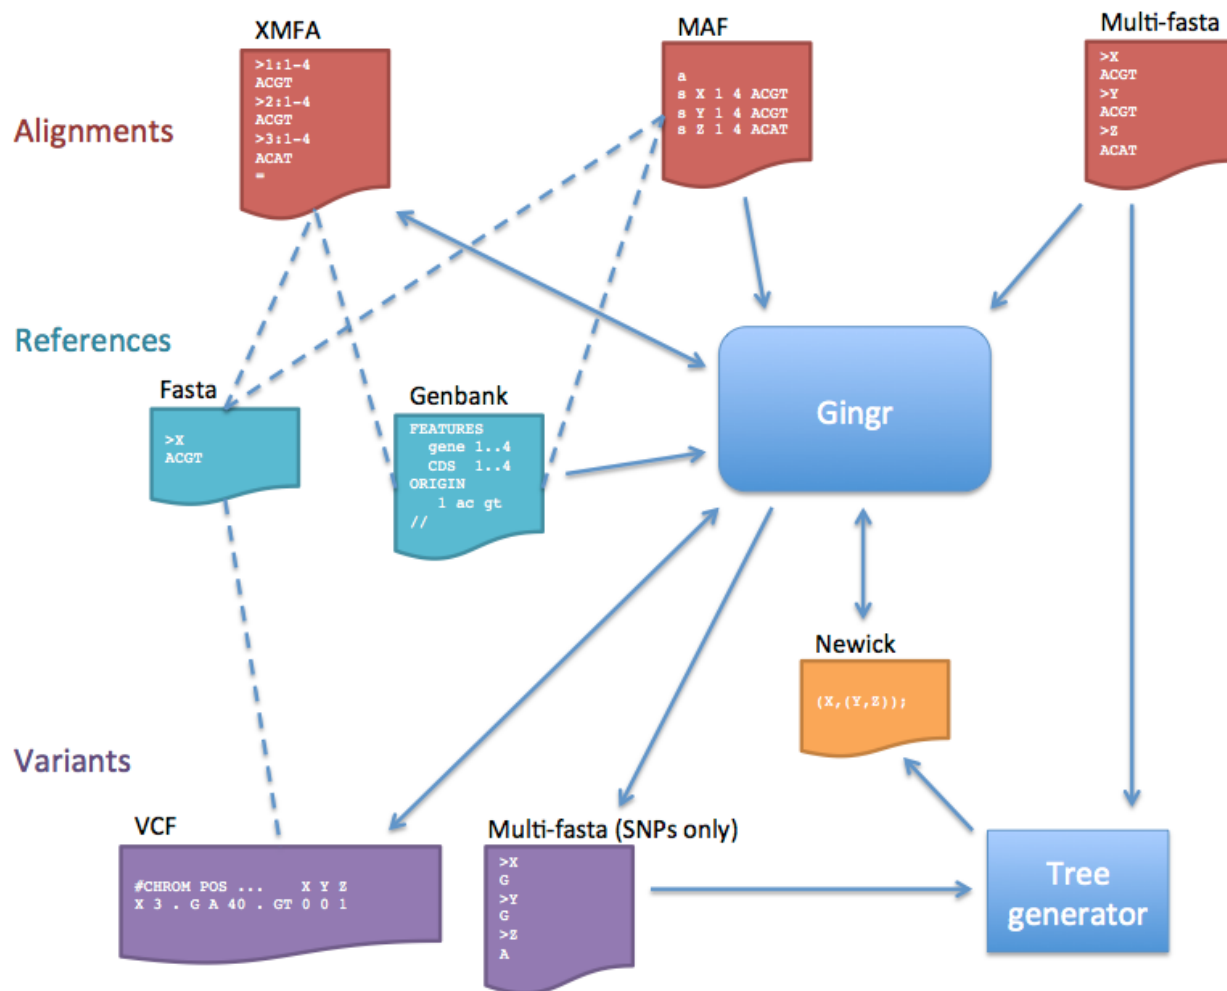 XMFA
>1:1-4
ACGT
>2:1-4
ACGT
>3:1-4
ACAT
=
MAF
a
s X 1 4 ACGT
s Y 1 4 ACGT
s Z 1 4 ACAT
Multi-fasta
>X
ACGT
>Y
ACGT
>Z
ACAT
Alignments
References
Fasta
>X
ACGT
Genbank
FEATURES
gene 1..4
CDS 1..4
ORIGIN
1 ac gt
//
Gingr
Newick
(X,(Y,Z));
Variants
VCF
#CHROM POS ... X Y Z
X 3 . G A 40 . GT 0 0 1
Multi-fasta (SNPs only)
>X
G
>Y
G
>Z
A
Tree
generator